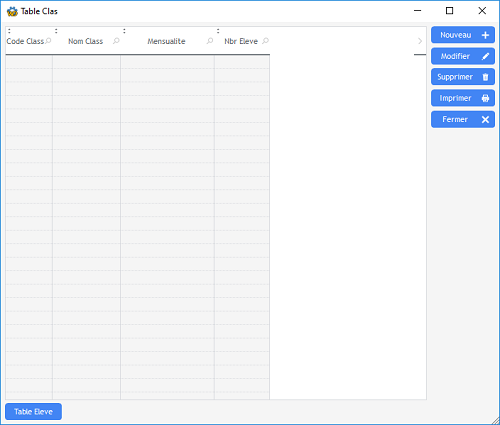 Table Clas
Code Class Nom Class Mensualite Nbr Eleve
Nouveau
Modifier
Supprimer
Imprimer
Fermer
Table Eleve